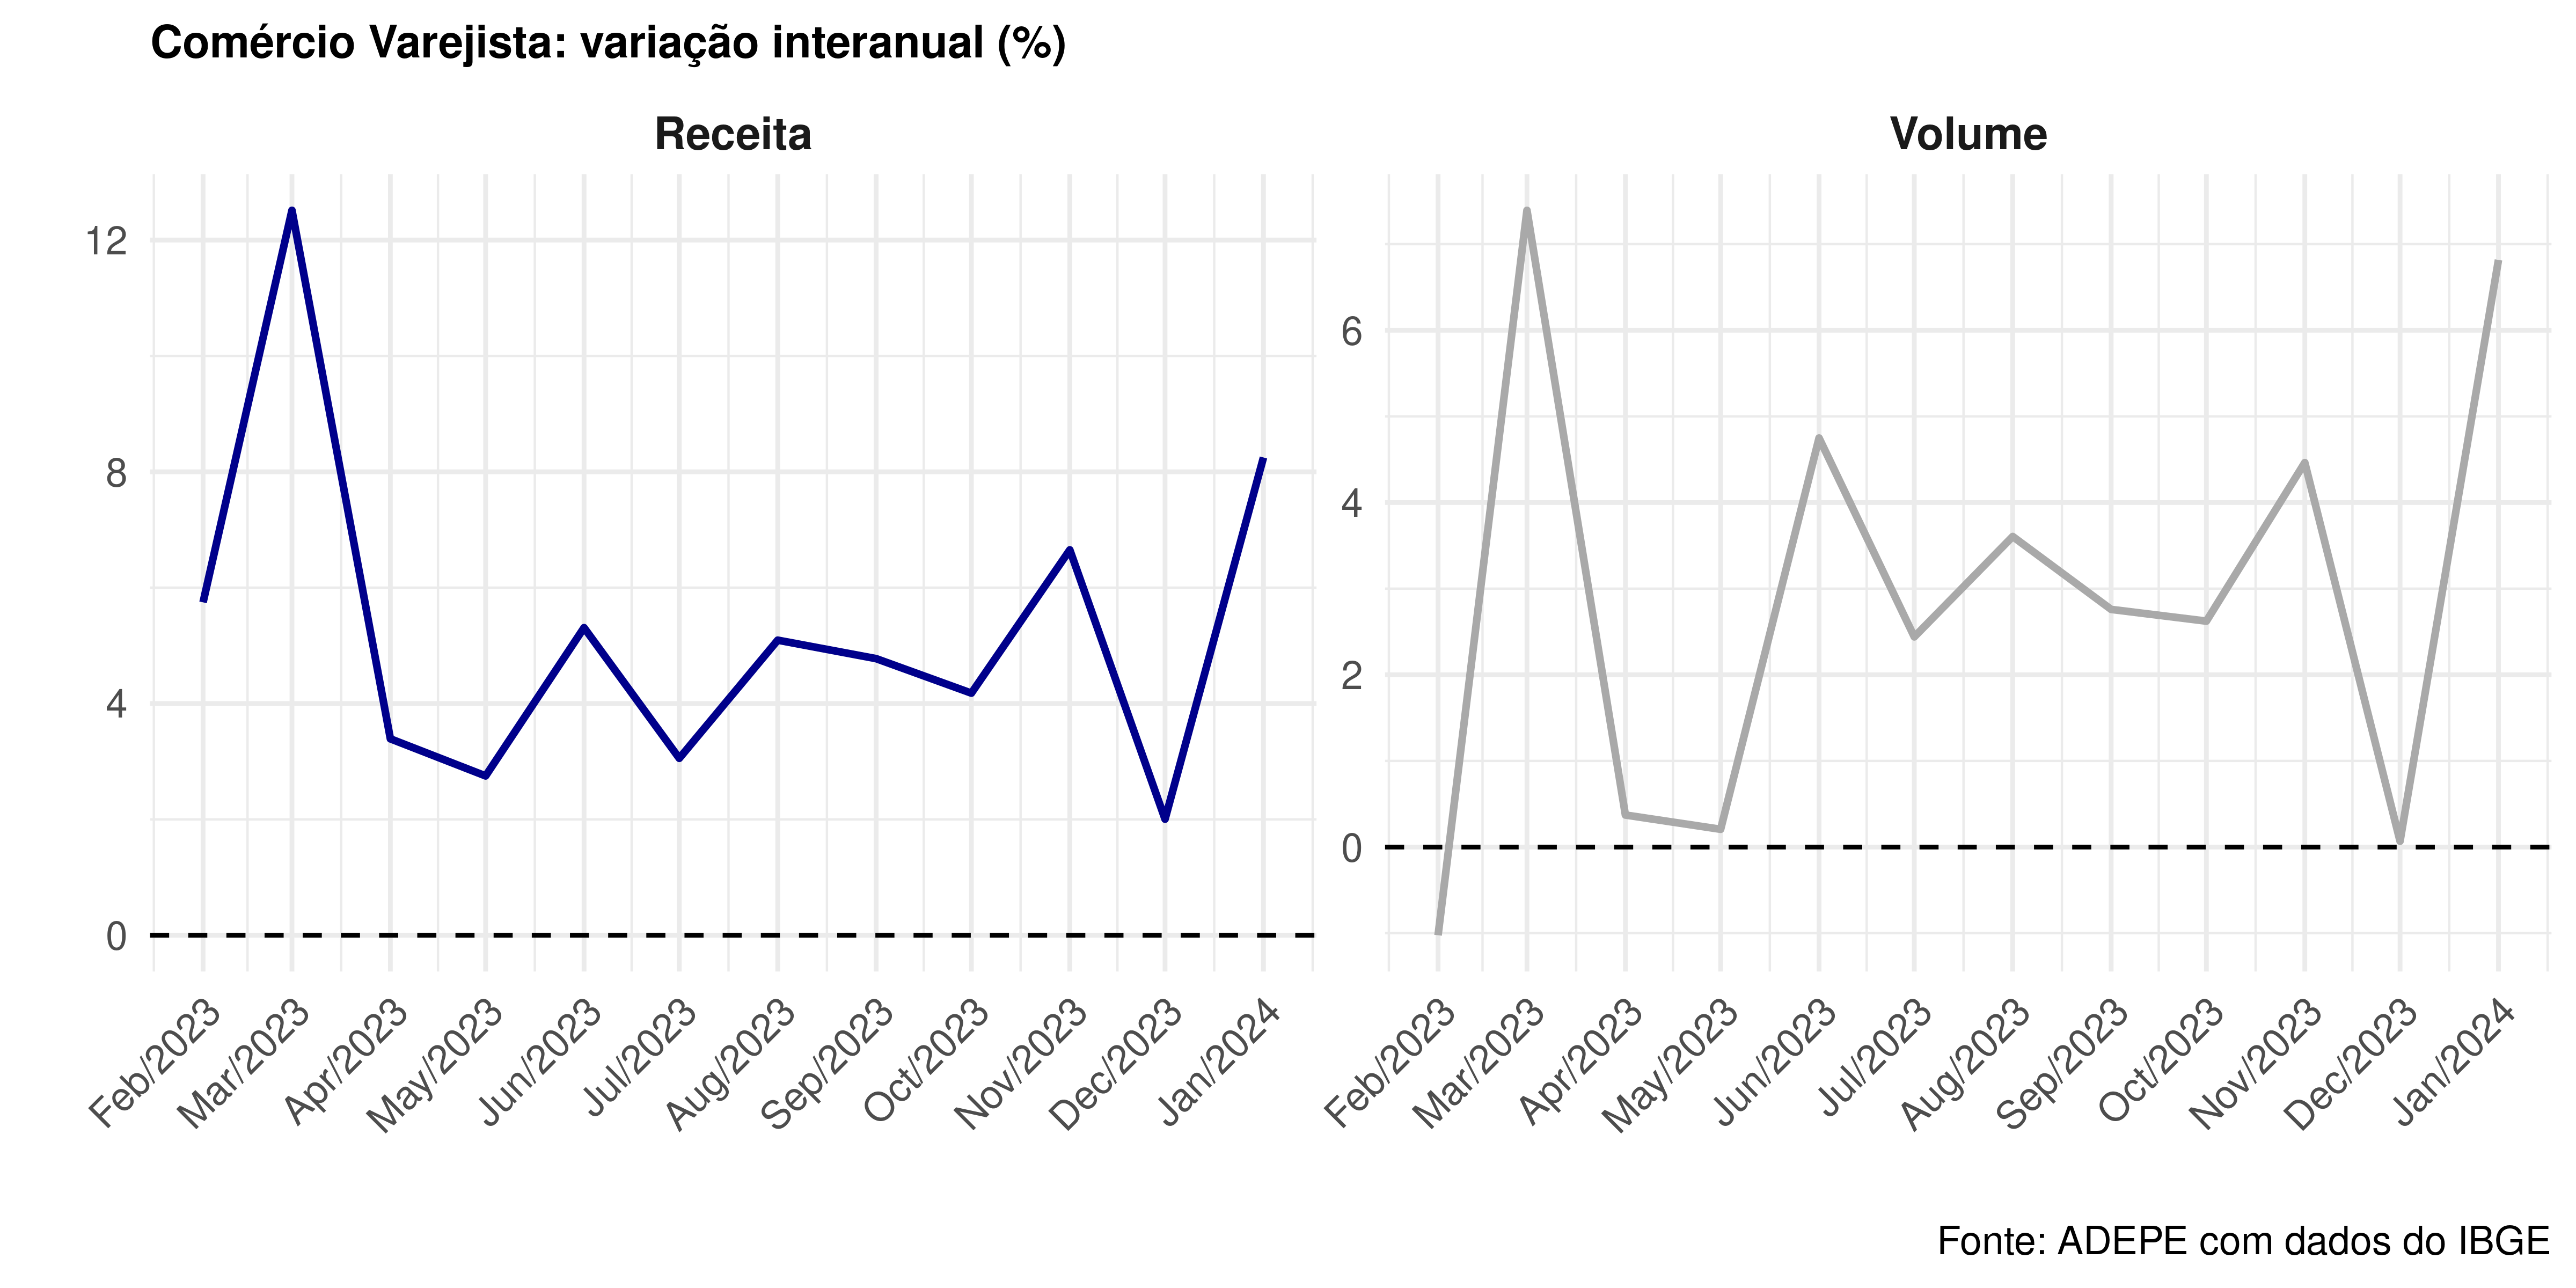 Comércio Varejista: variação interanual (%)
Receita
12
8
4
0
Feb/2023
Mar/2023
Apr/2023
May/2023
Jun/2023
Jul/2023
Aug/2023
Sep/2023
Oct/2023
Nov/2023
Dec/2023
Jan/2024
Volume
6
4
2
0
Feb/2023
Mar/2023
Apr/2023
May/2023
Jun/2023
Jul/2023
Aug/2023
Sep/2023
Oct/2023
Nov/2023
Dec/2023
Jan/2024
Fonte: ADEPE com dados do IBGE